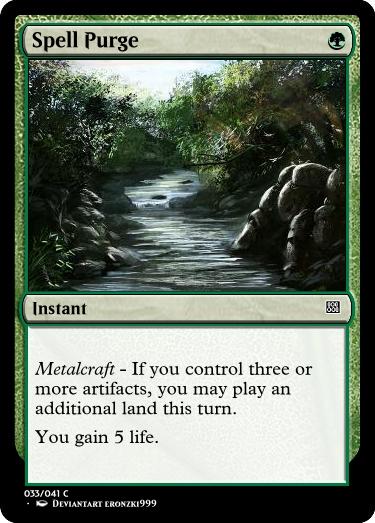 Spell Purge
Instant
Metalcraft - If you control three or
more artifacts, you may play an
additional land this turn.
You gain 5 life.
033/041 C
· Deviantart eronzki999